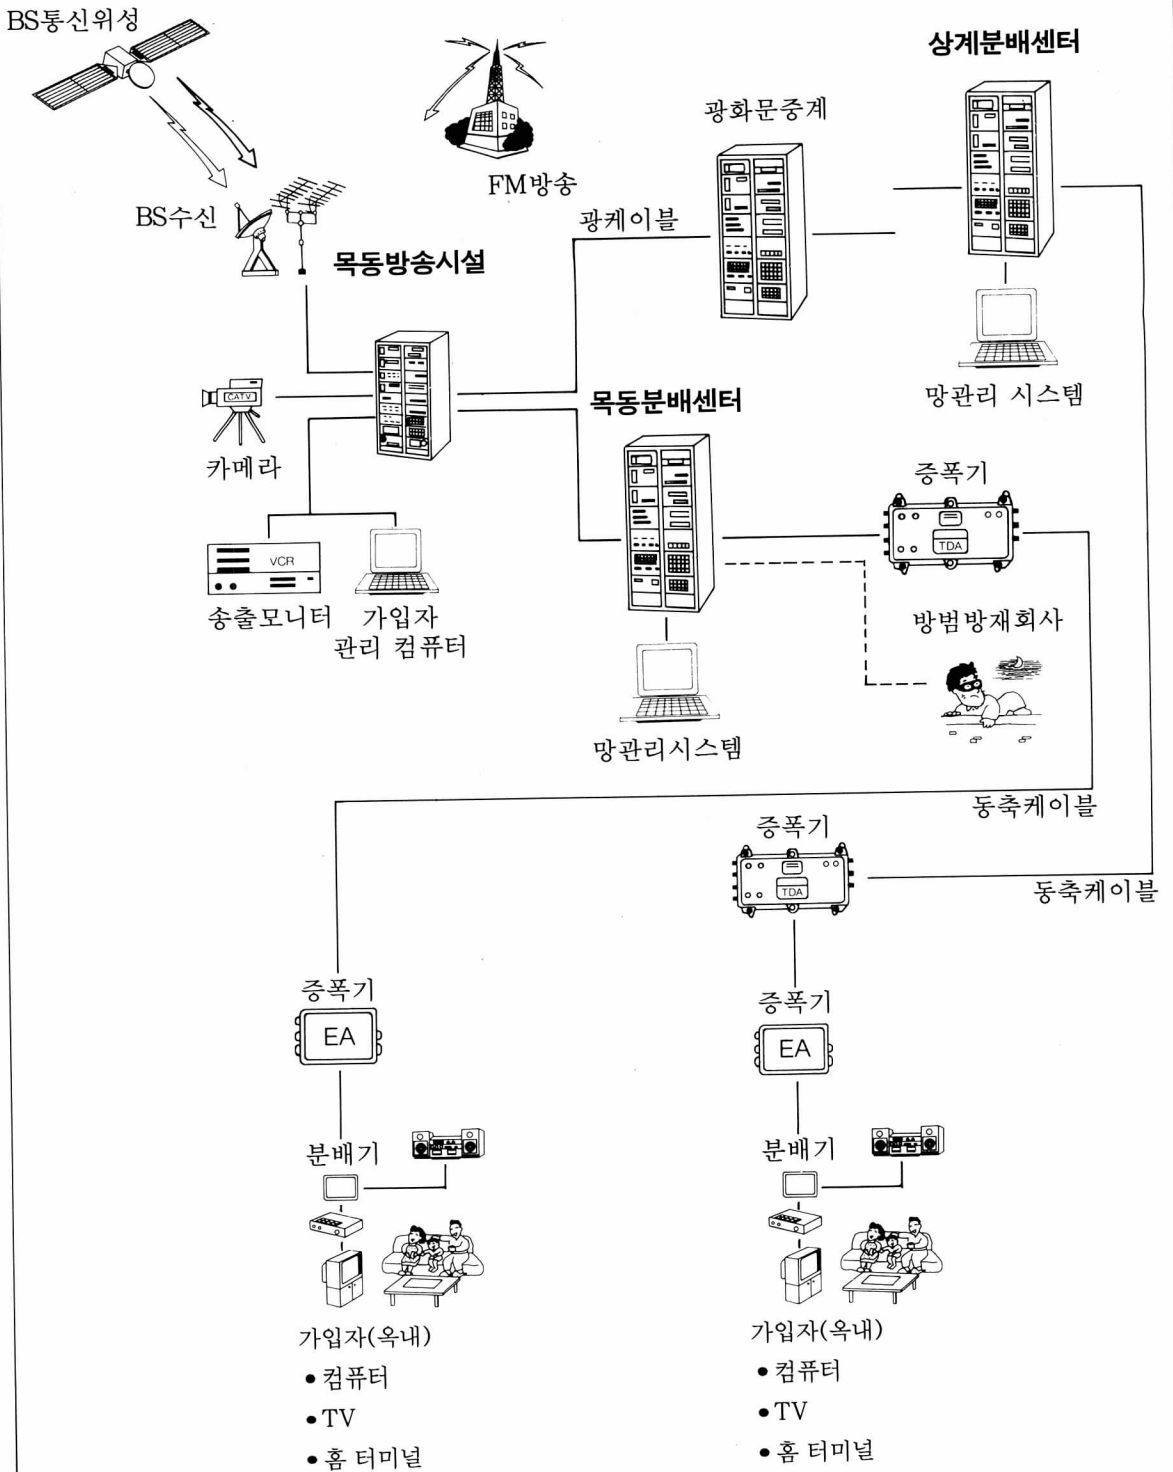 BS통신위성
상계분배센터
광화문중계
FM방송
BS수신
광케이블
목동방송시설
CATV
카메라
목동분배센터
망관리 시스템
증폭기
TDA
VCR
송출모니터
가입자
관리 컴퓨터
방범방재회사
망관리시스템
동축케이블
증폭기
TDA
동축케이블
증폭기
EA
증폭기
EA
분배기
분배기
가입자(옥내)
• 컴퓨터
• TV
• 홈 터미널
가입자(옥내)
• 컴퓨터
• TV
• 홈 터미널